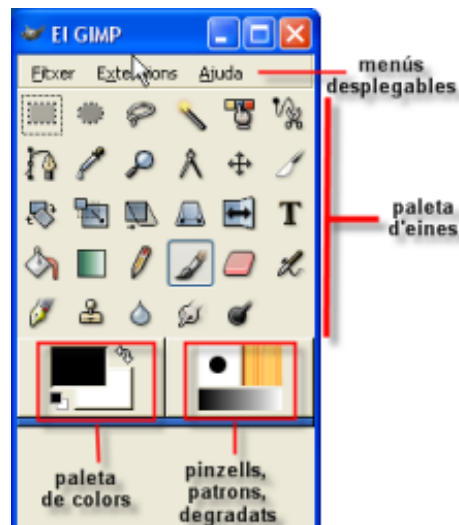 El GIMP
Fitxer Extensions Ajuda
menús
desplegables
paleta
d'eines
paleta
de colors
pinzells,
patrons,
degradats